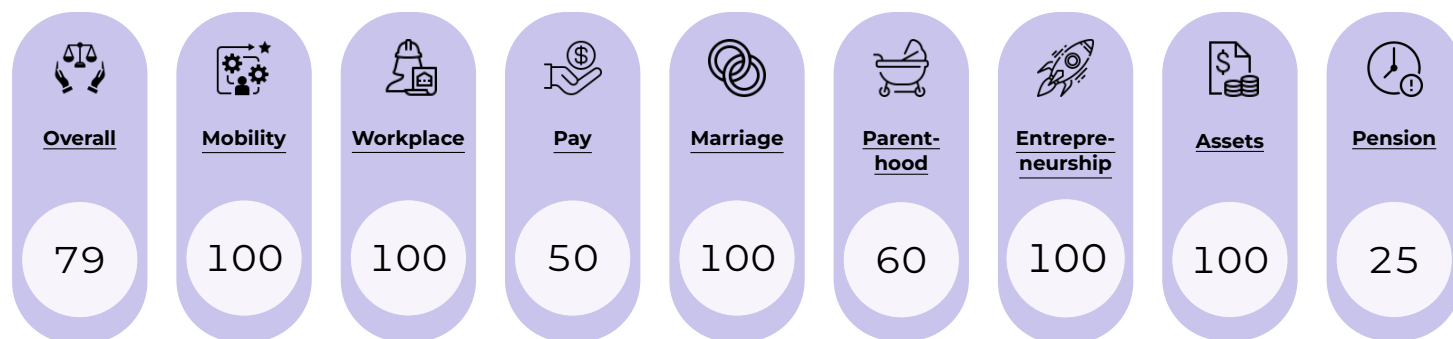 Overall
79
Mobility
100
Workplace
100
Pay
50
Marriage
100
Parent-
hood
60
Entrepre-
neurship
100
$
Assets
100
Pension
25